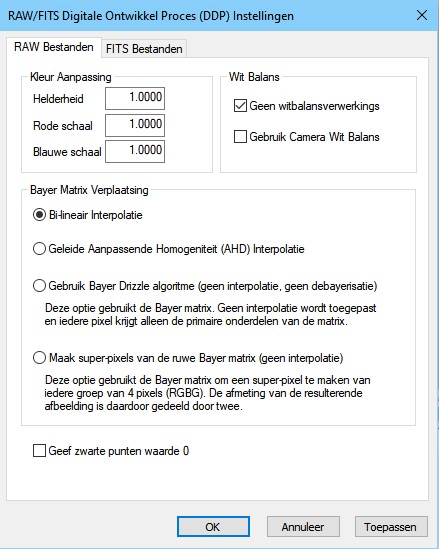 RAW/FITS Digitale Ontwikkel Proces (DDP) Instellingen
RAW Bestanden
FITS Bestanden
Kleur Aanpassing
Helderheid 1.0000
Rode schaal 1.0000
Blauwe schaal 1.0000
Wit Balans
Geen witbalansverwerkings
Gebruik Camera Wit Balans
Bayer Matrix Verplaatsing
Bi-lineair Interpolatie
Geleide Aanpassende Homogeniteit (AHD) Interpolatie
Gebruik Bayer Drizzle algoritme (geen interpolatie, geen debayerisatie)
Deze optie gebruikt de Bayer matrix. Geen interpolatie wordt toegepast
en iedere pixel krijgt alleen de primaire onderdelen van de matrix.
Maak super-pixels van de ruwe Bayer matrix (geen interpolatie)
Deze optie gebruikt de Bayer matrix om een super-pixel te maken van
iedere groep van 4 pixels (RGBG). De afmeting van de resulterende
afbeelding is daardoor gedeeld door twee.
Geef zwarte punten waarde 0
OK
Annuleer
Toepassen